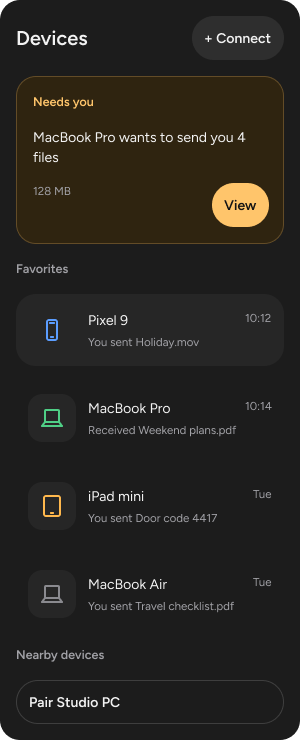 Devices
+ Connect
Needs you
MacBook Pro wants to send you 4
files
128 MB
View
Favorites
Pixel 9
10:12
You sent Holiday.mov
MacBook Pro
10:14
Received Weekend plans.pdf
iPad mini
Tue
You sent Door code 4417
MacBook Air
Tue
You sent Travel checklist.pdf
Nearby devices
Pair Studio PC